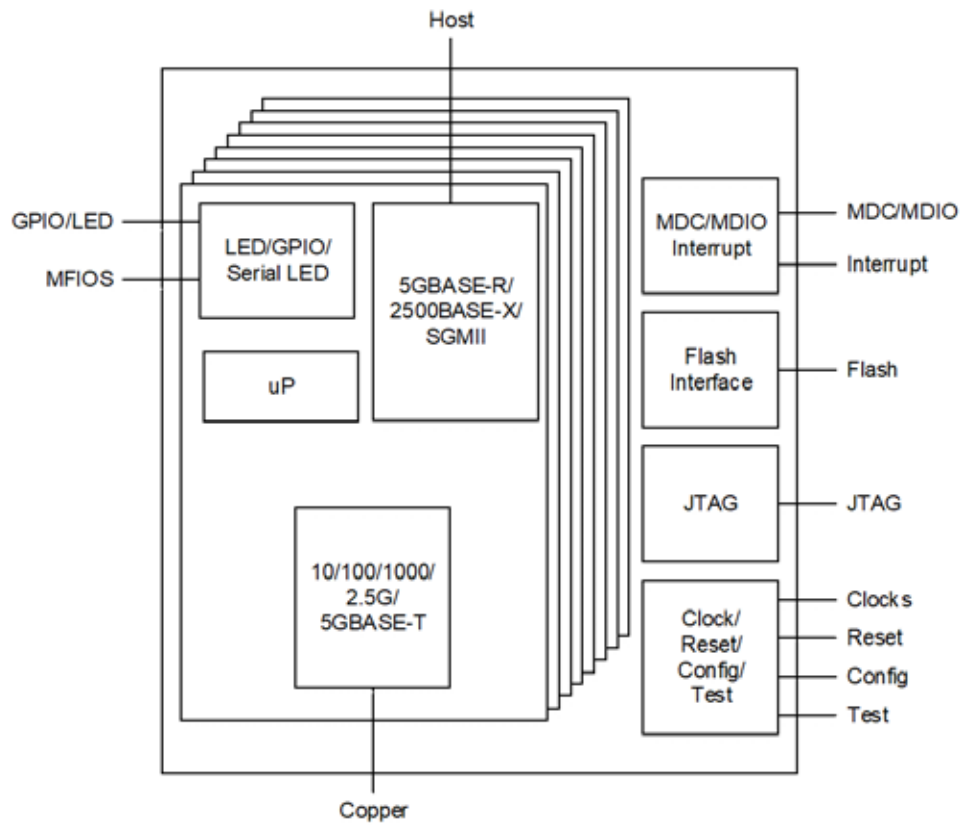 Host
GPIO/LED
MFIOS
LED/GPIO/
Serial LED
5GBASE-R/
2500BASE-X/
SGMII
uP
10/100/1000/
2.5G/
5GBASE-T
Copper
MDC/MDIO
Interrupt
MDC/MDIO
Interrupt
Flash
Interface
Flash
JTAG
JTAG
Clock/
Reset/
Config/
Test
Clocks
Reset
Config
Test